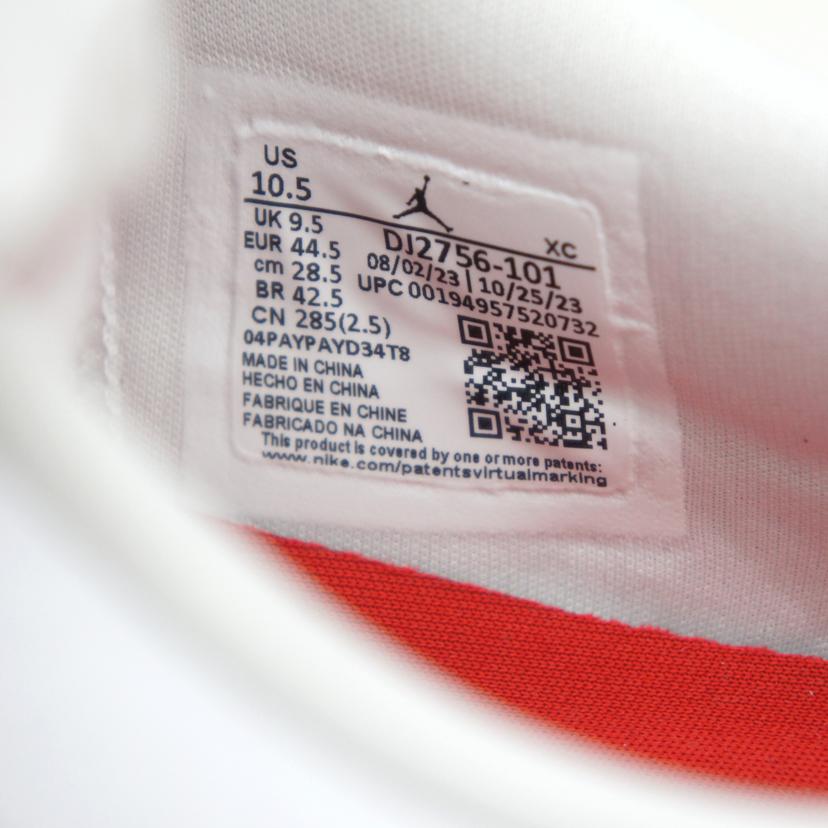 US
10.5
XC
UK 9.5
DJ2756-101
EUR 44.5
08/02/23 | 10/25/23
cm 28.5
UPC 00194957520732
BR 42.5
CN 285(2.5)
04PAYPAYD34T8
MADE IN CHINA
HECHO EN CHINA
FABRIQUE EN CHINE
FABRICADO NA CHINA
This product is covered by one or more patents:
www.nike.com/patentsvirtualmarking